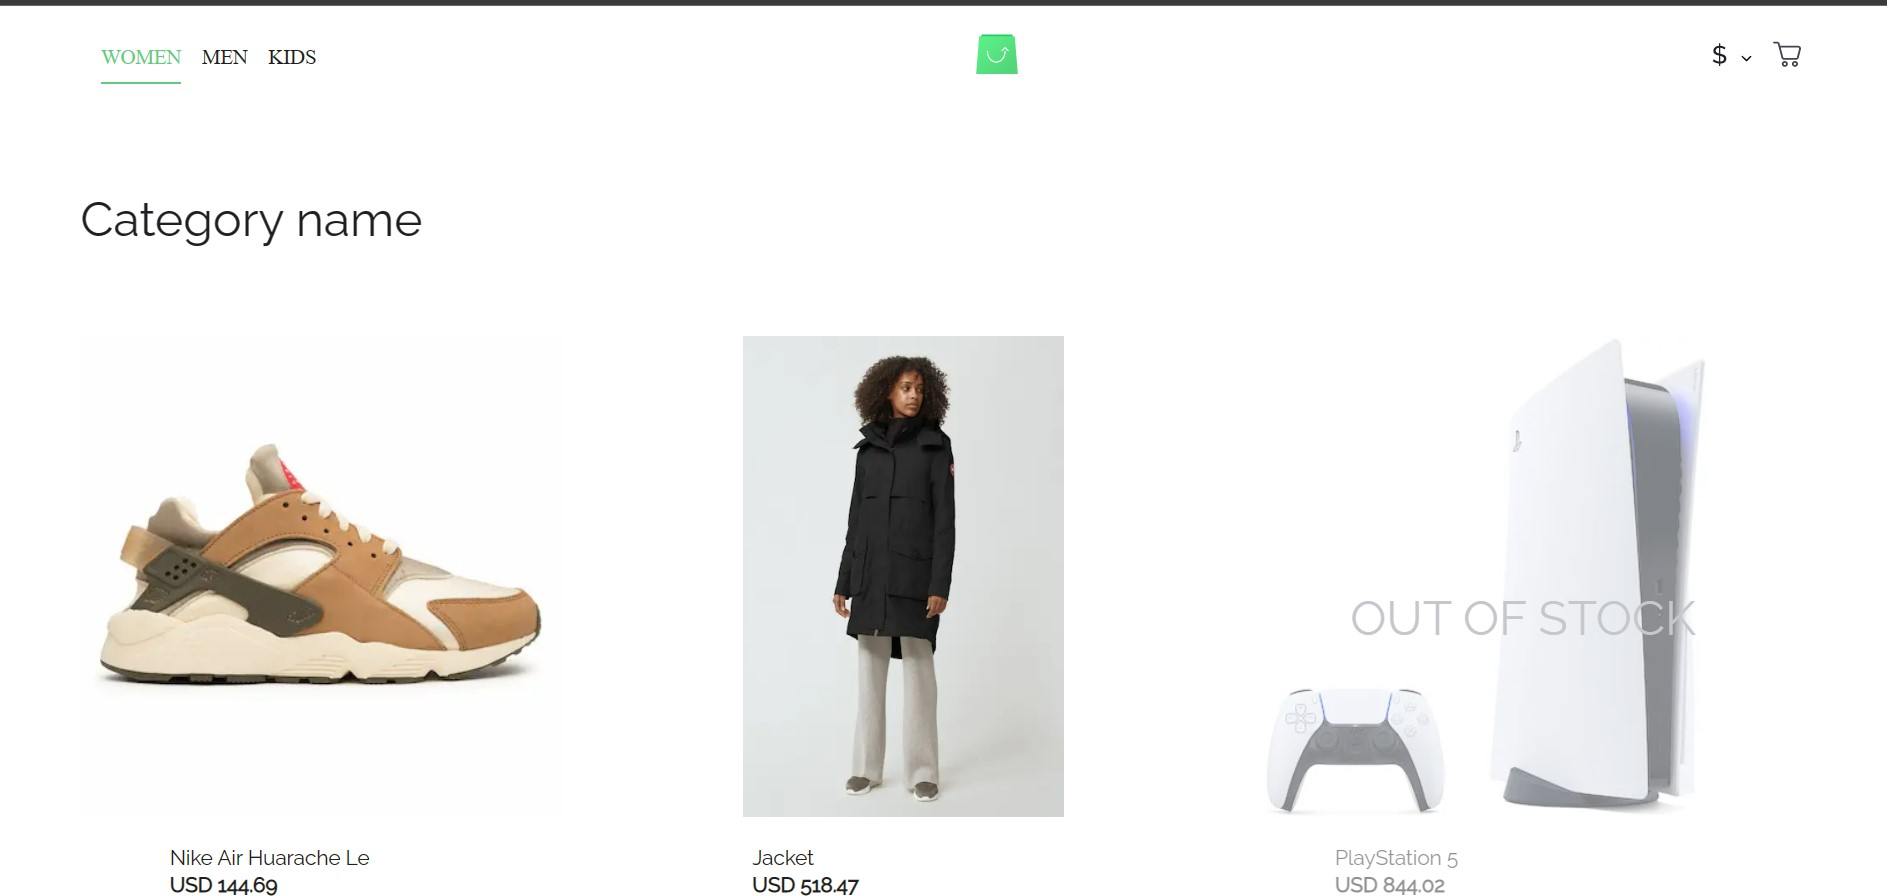 WOMEN MEN KIDS $
Category name
OUT OF STOCK
Nike Air Huarache Le
USD 144.69
Jacket
USD 518.47
PlayStation 5
USD 844.02